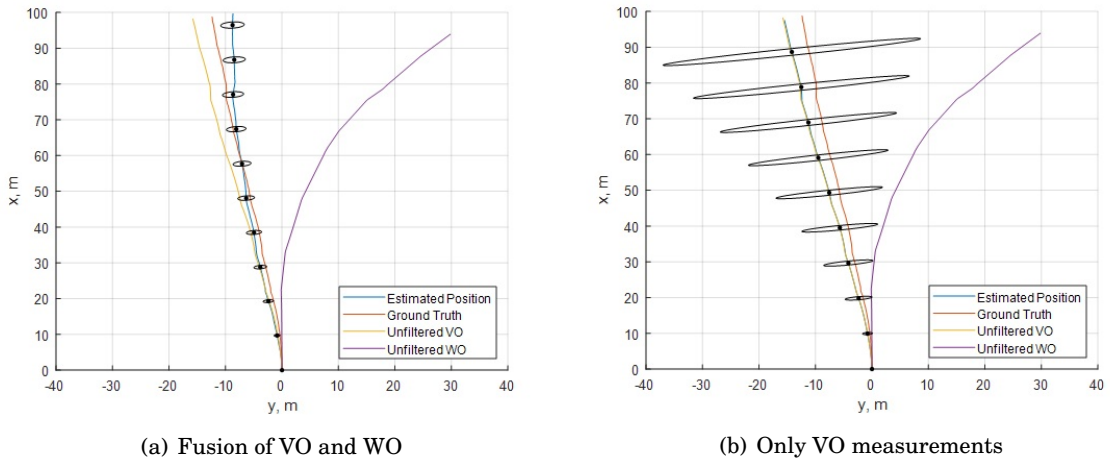 100
90
80
70
60
50
40
30
20
10
0
x, m
-40
-30
-20
-10
0
10
20
30
40
y, m
Estimated Position
Ground Truth
Unfiltered VO
Unfiltered WO
(a) Fusion of VO and WO
100
90
80
70
60
50
40
30
20
10
0
x, m
-40
-30
-20
-10
0
10
20
30
40
y, m
Estimated Position
Ground Truth
Unfiltered VO
Unfiltered WO
(b) Only VO measurements